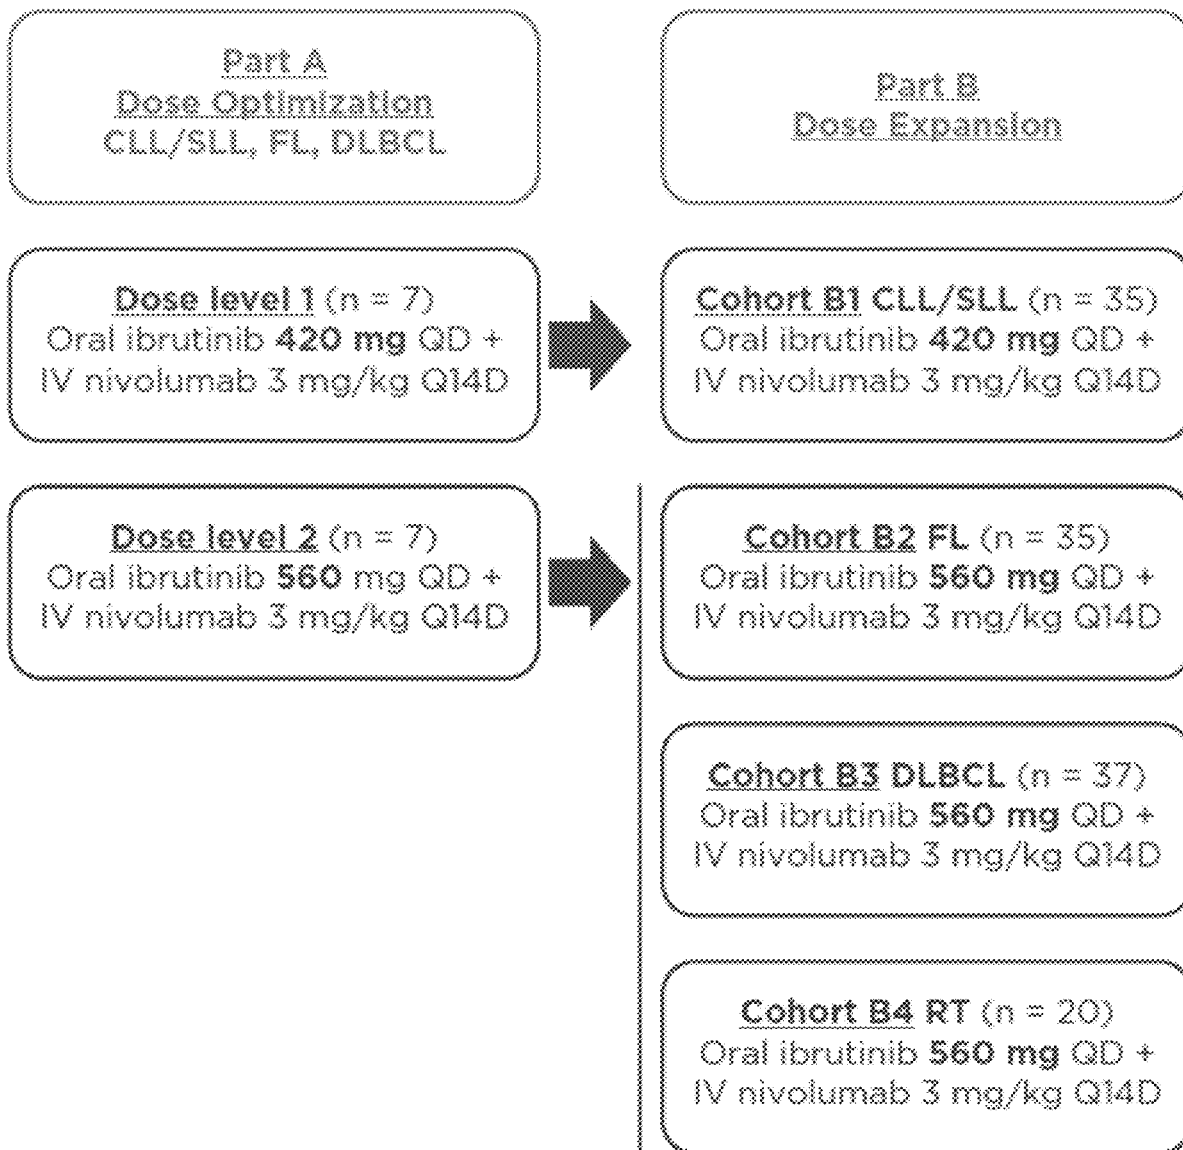 Part A
Dose Optimization
CLL/SLL, FL, DLBCL
Part B
Dose Expansion
Dose level 1 (n = 7)
Oral ibrutinib 420 mg QD +
IV nivolumab 3 mg/kg Q14D
Cohort B1 CLL/SLL (n = 35)
Oral ibrutinib 420 mg QD +
IV nivolumab 3 mg/kg Q14D
Dose level 2 (n = 7)
Oral ibrutinib 560 mg QD +
IV nivolumab 3 mg/kg Q14D
Cohort B2 FL (n = 35)
Oral ibrutinib 560 mg QD +
IV nivolumab 3 mg/kg Q14D
Cohort B3 DLBCL (n = 37)
Oral ibrutinib 560 mg QD +
IV nivolumab 3 mg/kg Q14D
Cohort B4 RT (n = 20)
Oral ibrutinib 560 mg QD +
IV nivolumab 3 mg/kg Q14D